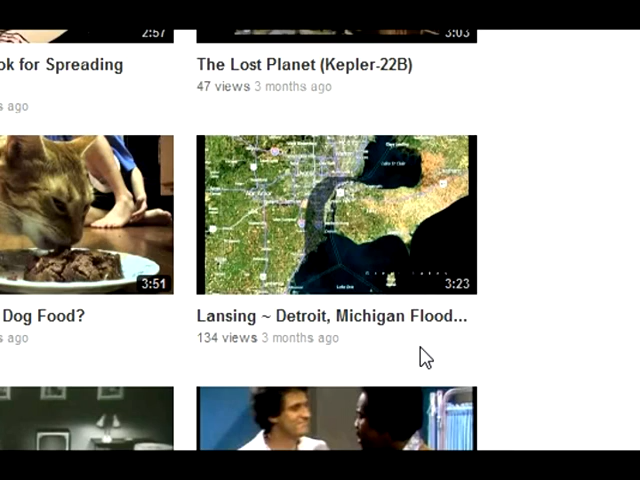 2:57
3:03
ok for Spreading
The Lost Planet (Kepler-22B)
s ago
47 views 3 months ago
3:51
3:23
Dog Food?
Lansing ~ Detroit, Michigan Flood...
s ago
134 views 3 months ago